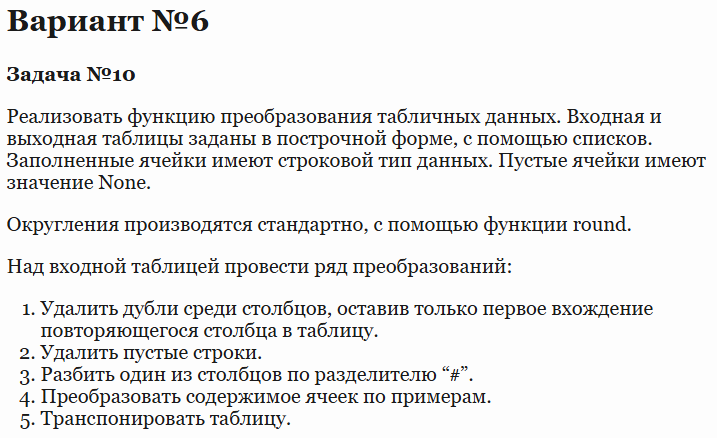 Вариант №6
Задача №10
Реализовать функцию преобразования табличных данных. Входная и
выходная таблицы заданы в построчной форме, с помощью списков.
Заполненные ячейки имеют строковой тип данных. Пустые ячейки имеют
значение None.
Округления производятся стандартно, с помощью функции round.
Над входной таблицей провести ряд преобразований:
1. Удалить дубли среди столбцов, оставив только первое вхождение
повторяющегося столбца в таблицу.
2. Удалить пустые строки.
3. Разбить один из столбцов по разделителю “#”.
4. Преобразовать содержимое ячеек по примерам.
5. Транспонировать таблицу.